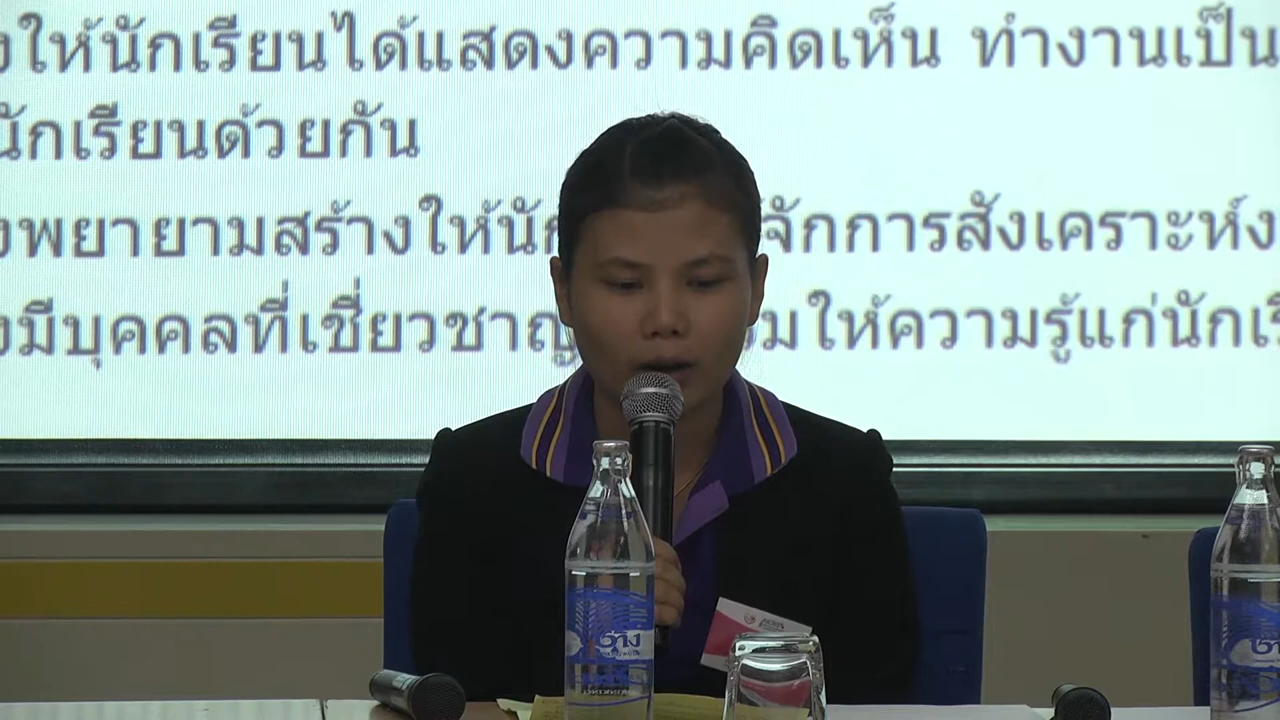 ให้นักเรียนได้แสดงความคิดเห็น ทำงานเป็น
นักเรียนด้วยกัน
พยายามสร้างให้นัก จักการสังเคราะห์
มีบุคคลที่เชี่ยวชาญ ให้ความรู้แก่นักเรี
ช้าง